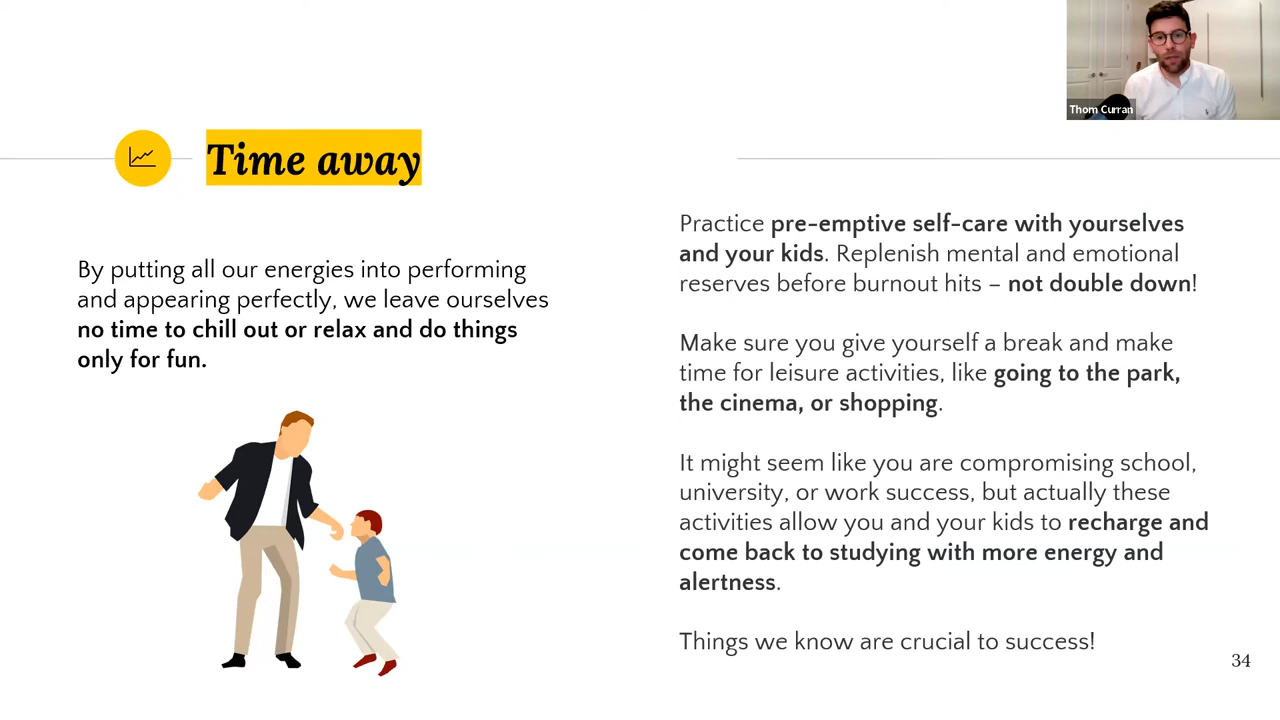 Thom Curran
Time away
By putting all our energies into performing
and appearing perfectly, we leave ourselves
no time to chill out or relax and do things
only for fun.
Practice pre-emptive self-care with yourselves
and your kids. Replenish mental and emotional
reserves before burnout hits – not double down!
Make sure you give yourself a break and make
time for leisure activities, like going to the park,
the cinema, or shopping.
It might seem like you are compromising school,
university, or work success, but actually these
activities allow you and your kids to recharge and
come back to studying with more energy and
alertness.
Things we know are crucial to success!
34